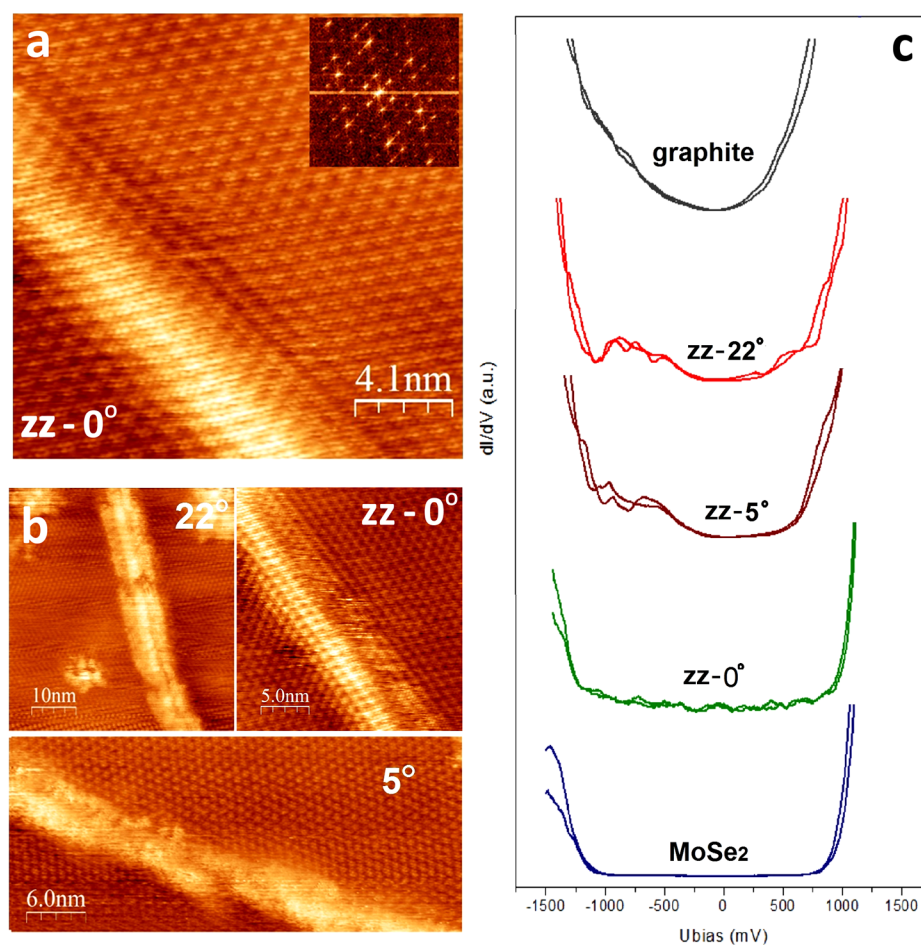 a
zz - 0°
4.1nm
b
22°
10nm
zz - 0°
5.0nm
5°
6.0nm
c
graphite
zz-22°
zz-5°
zz-0°
MoSe2
dI/dV (a.u.)
-1500 -1000 -500 0 500 1000 1500
Ubias (mV)